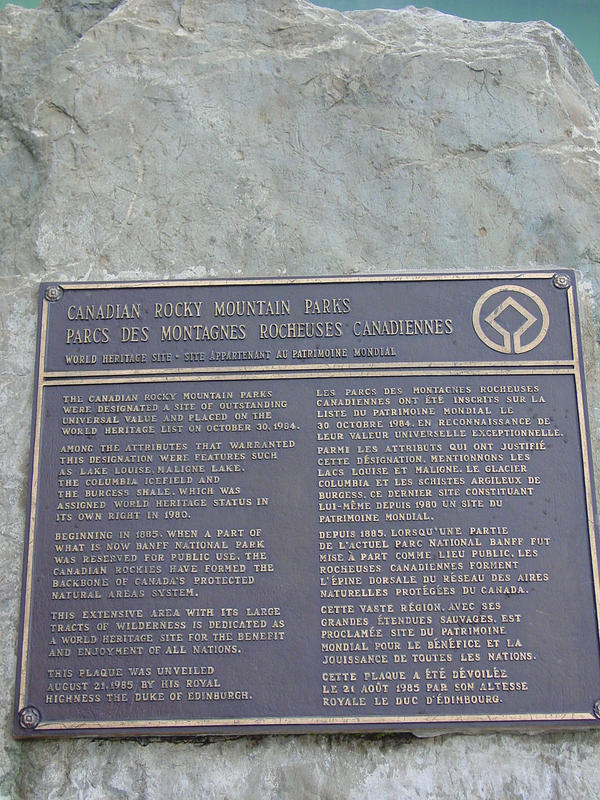 CANADIAN ROCKY MOUNTAIN PARKS
PARCS DES MONTAGNES ROCHEUSES CANADIENNES
WORLD HERITAGE SITE · SITE APPARTENANT AU PATRIMOINE MONDIAL
THE CANADIAN ROCKY MOUNTAIN PARKS
WERE DESIGNATED A SITE OF OUTSTANDING
UNIVERSAL VALUE AND PLACED ON THE
WORLD HERITAGE LIST ON OCTOBER 30, 1984.
AMONG THE ATTRIBUTES THAT WARRANTED
THIS DESIGNATION WERE FEATURES SUCH
AS LAKE LOUISE, MALIGNE LAKE,
THE COLUMBIA ICEFIELD AND
THE BURGESS SHALE, WHICH WAS
ASSIGNED WORLD HERITAGE STATUS IN
ITS OWN RIGHT IN 1980.
BEGINNING IN 1885, WHEN A PART OF
WHAT IS NOW BANFF NATIONAL PARK
WAS RESERVED FOR PUBLIC USE, THE
CANADIAN ROCKIES HAVE FORMED THE
BACKBONE OF CANADA'S PROTECTED
NATURAL AREAS SYSTEM.
THIS EXTENSIVE AREA WITH ITS LARGE
TRACTS OF WILDERNESS IS DEDICATED AS
A WORLD HERITAGE SITE FOR THE BENEFIT
AND ENJOYMENT OF ALL NATIONS.
THIS PLAQUE WAS UNVEILED
AUGUST 21, 1985 BY HIS ROYAL
HIGHNESS THE DUKE OF EDINBURGH.
LES PARCS DES MONTAGNES ROCHEUSES
CANADIENNES ONT ÉTÉ INSCRITS SUR LA
LISTE DU PATRIMOINE MONDIAL LE
30 OCTOBRE 1984, EN RECONNAISSANCE DE
LEUR VALEUR UNIVERSELLE EXCEPTIONNELLE.
PARMI LES ATTRIBUTS QUI ONT JUSTIFIÉ
CETTE DÉSIGNATION, MENTIONNONS LES
LACS LOUISE ET MALIGNE, LE GLACIER
COLUMBIA ET LES SCHISTES ARGILEUX DE
BURGESS, CE DERNIER SITE CONSTITUANT
LUI-MÊME DEPUIS 1980 UN SITE DU
PATRIMOINE MONDIAL.
DEPUIS 1885, LORSQU'UNE PARTIE
DE L'ACTUEL PARC NATIONAL BANFF FUT
MISE À PART COMME LIEU PUBLIC, LES
ROCHEUSES CANADIENNES FORMENT
L'ÉPINE DORSALE DU RÉSEAU DES AIRES
NATURELLES PROTÉGÉES DU CANADA.
CETTE VASTE RÉGION, AVEC SES
GRANDES ÉTENDUES SAUVAGES, EST
PROCLAMÉE SITE DU PATRIMOINE
MONDIAL POUR LE BÉNÉFICE ET LA
JOUISSANCE DE TOUTES LES NATIONS.
CETTE PLAQUE A ÉTÉ DÉVOILÉE
LE 21 AOÛT 1985 PAR SON ALTESSE
ROYALE LE DUC D'ÉDIMBOURG.